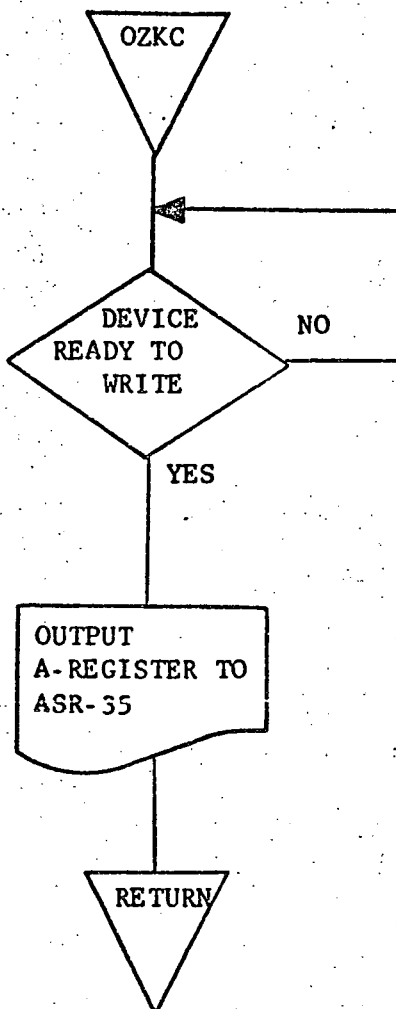 OZKC
DEVICE
READY TO
WRITE
NO
YES
OUTPUT
A-REGISTER TO
ASR-35
RETURN